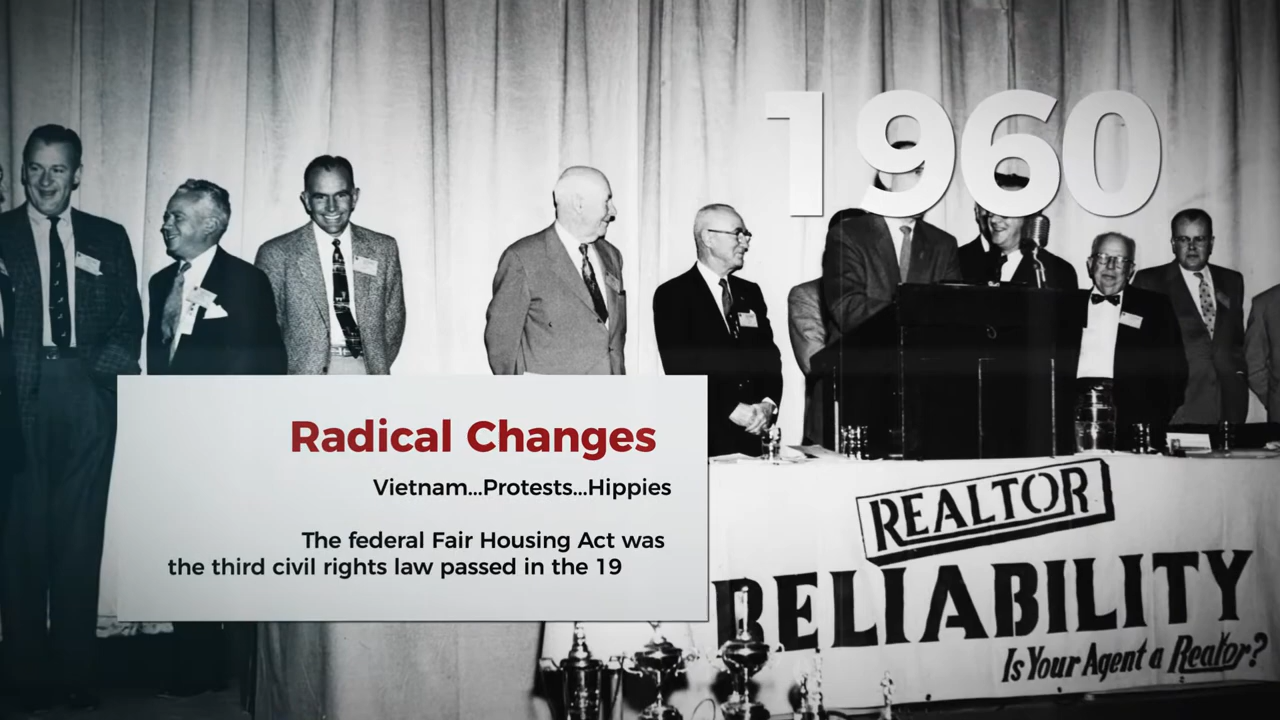 1960
Radical Changes
Vietnam...Protests...Hippies
The federal Fair Housing Act was
the third civil rights law passed in the 19
REALTOR
RELIABILITY
Is Your Agent a Realtor?